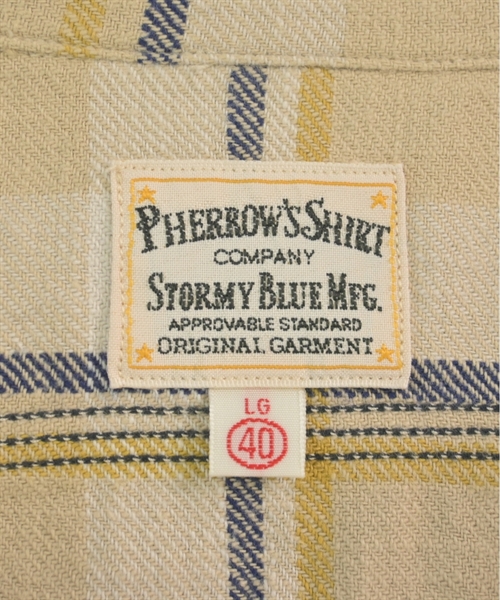 PHERROW'S SHIRT
COMPANY
STORMY BLUE MFG.
APPROVABLE STANDARD
ORIGINAL GARMENT
LG
40